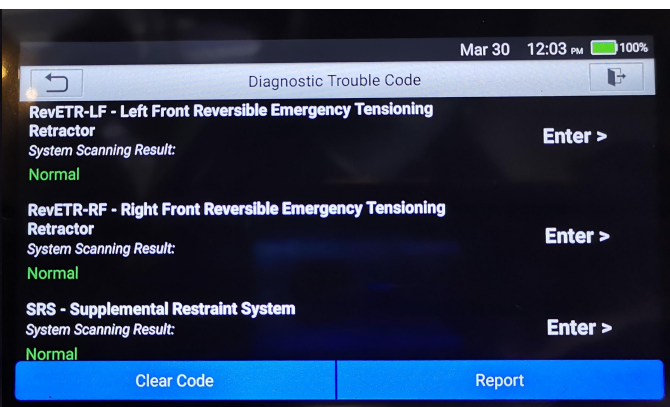 Mar 30 12:03 PM 100%
Diagnostic Trouble Code
RevETR-LF - Left Front Reversible Emergency Tensioning
Retractor
System Scanning Result:
Normal
Enter >
RevETR-RF - Right Front Reversible Emergency Tensioning
Retractor
System Scanning Result:
Normal
Enter >
SRS - Supplemental Restraint System
System Scanning Result:
Normal
Enter >
Clear Code
Report